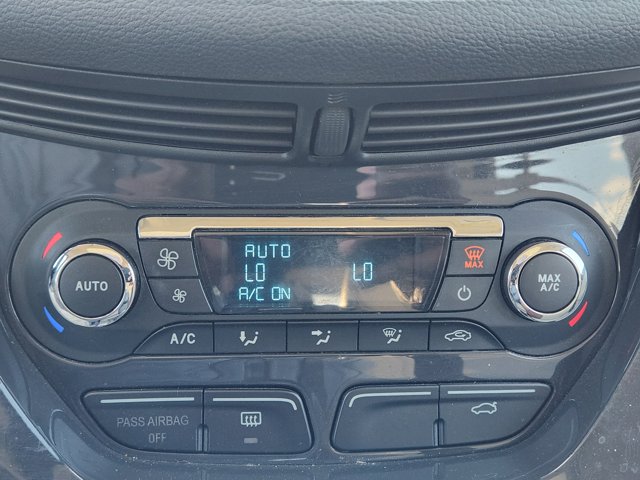 AUTO
LO LO
A/C ON
MAX
AUTO
MAX
A/C
A/C
PASS AIRBAG
OFF